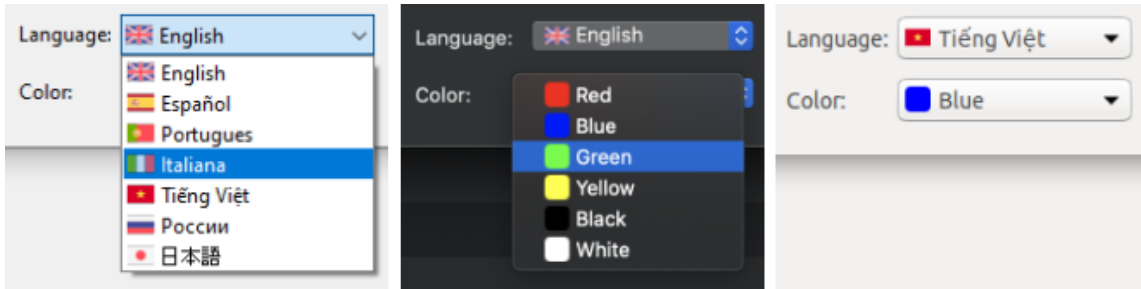 Language: English
English
Español
Portugues
Italiana
Tiếng Việt
России
日本語
Color:
Language: English
Color:
Red
Blue
Green
Yellow
Black
White
Language: Tiếng Việt
Color: Blue